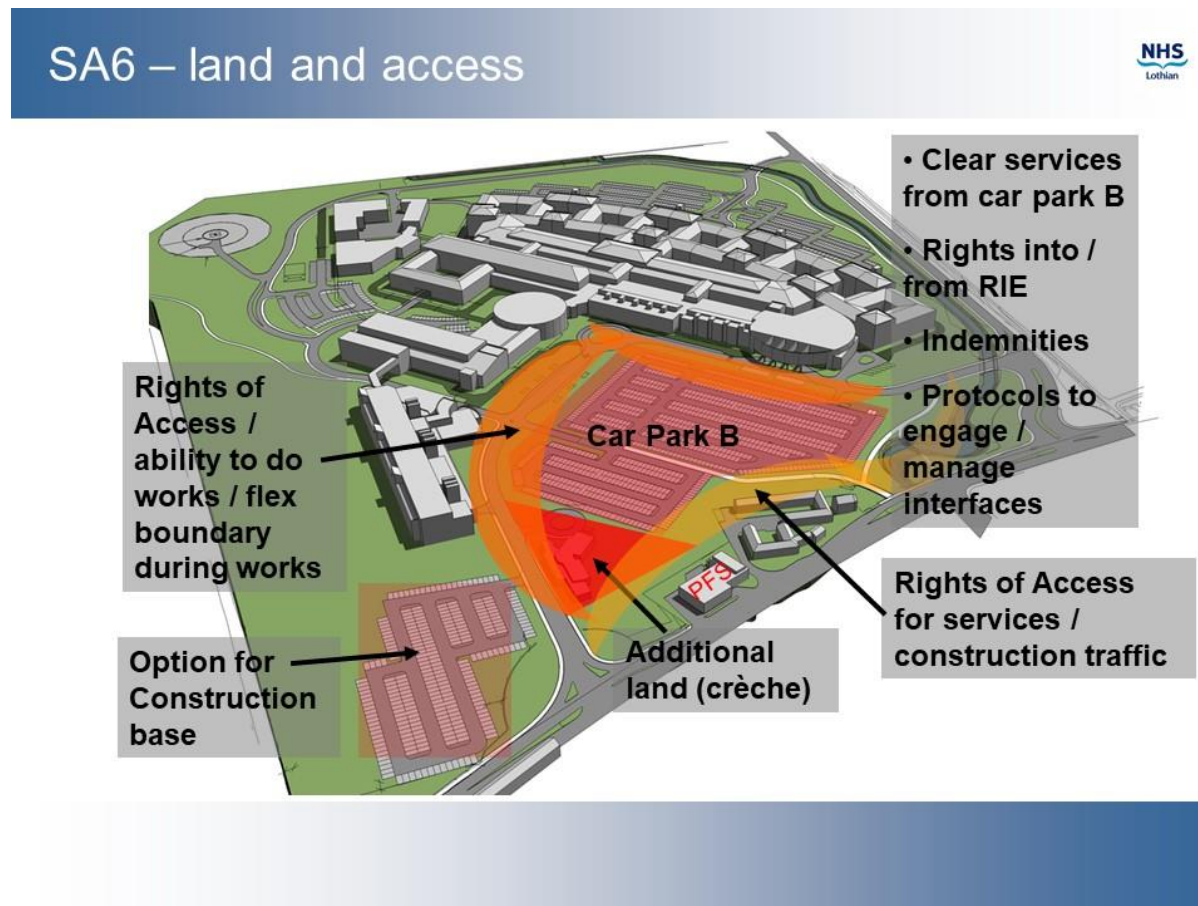 SA6 – land and access
NHS
Lothian
• Clear services
from car park B
• Rights into /
from RIE
• Indemnities
• Protocols to
engage /
manage
interfaces
Rights of
Access /
ability to do
works / flex
boundary
during works
Car Park B
PFS
Rights of Access
for services /
construction traffic
Additional
land (crèche)
Option for
Construction
base